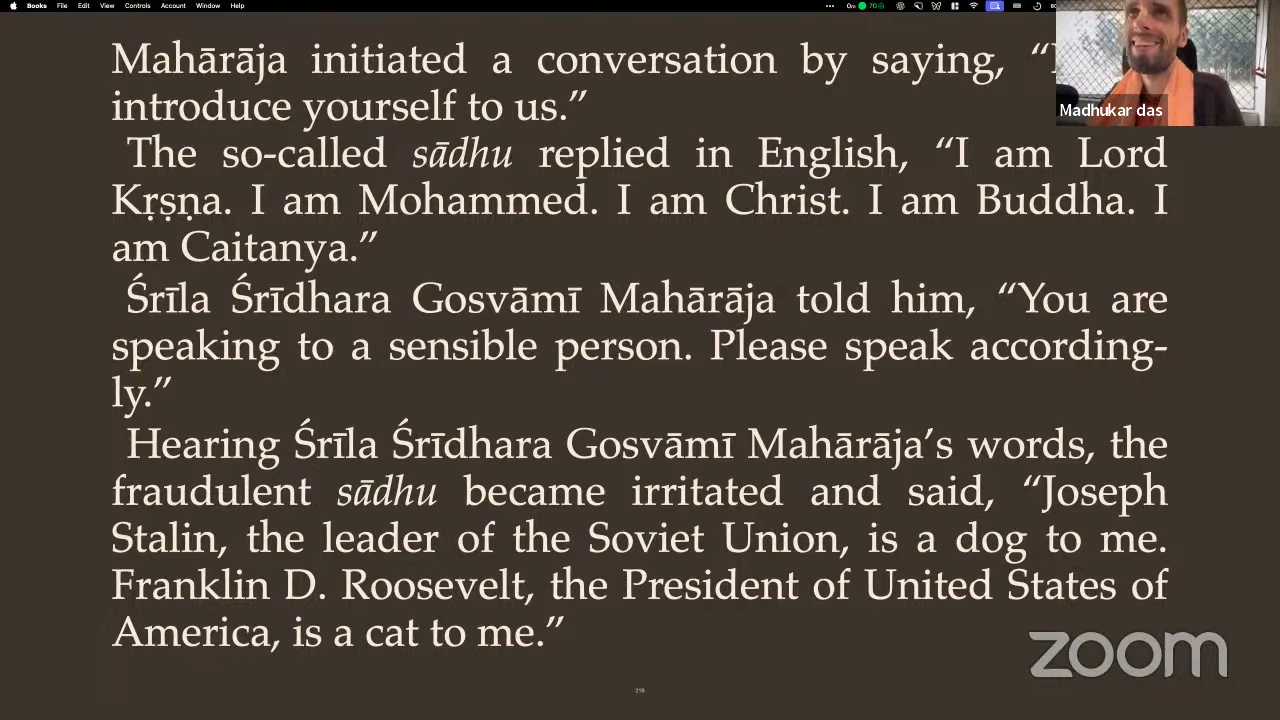 Books File Edit View Controls Account Window Help
Mahārāja initiated a conversation by saying, “
introduce yourself to us.”
Madhukar das
The so-called sādhu replied in English, “I am Lord
Kṛṣṇa. I am Mohammed. I am Christ. I am Buddha. I
am Caitanya.”
Śrīla Śrīdhara Gosvāmī Mahārāja told him, “You are
speaking to a sensible person. Please speak according-
ly.”
Hearing Śrīla Śrīdhara Gosvāmī Mahārāja’s words, the
fraudulent sādhu became irritated and said, “Joseph
Stalin, the leader of the Soviet Union, is a dog to me.
Franklin D. Roosevelt, the President of United States of
America, is a cat to me.”
zoom
219